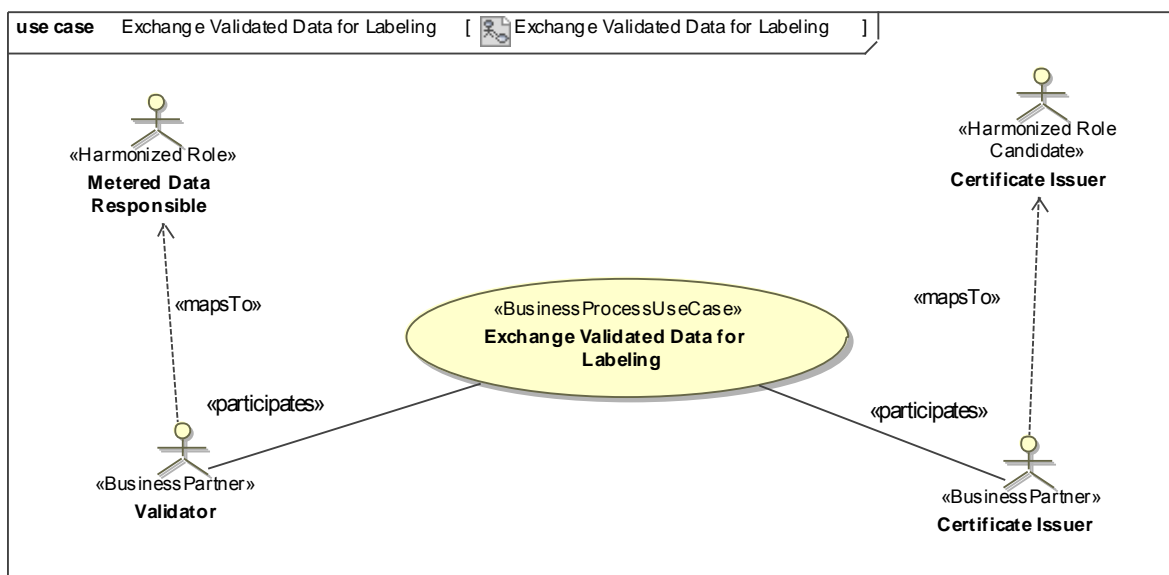 use case Exchange Validated Data for Labeling [ Exchange Validated Data for Labeling ]
«Harmonized Role»
Metered Data
Responsible
«Harmonized Role
Candidate»
Certificate Issuer
«mapsTo»
«mapsTo»
«BusinessProcessUseCase»
Exchange Validated Data for
Labeling
«participates»
«participates»
«BusinessPartner»
Validator
«BusinessPartner»
Certificate Issuer